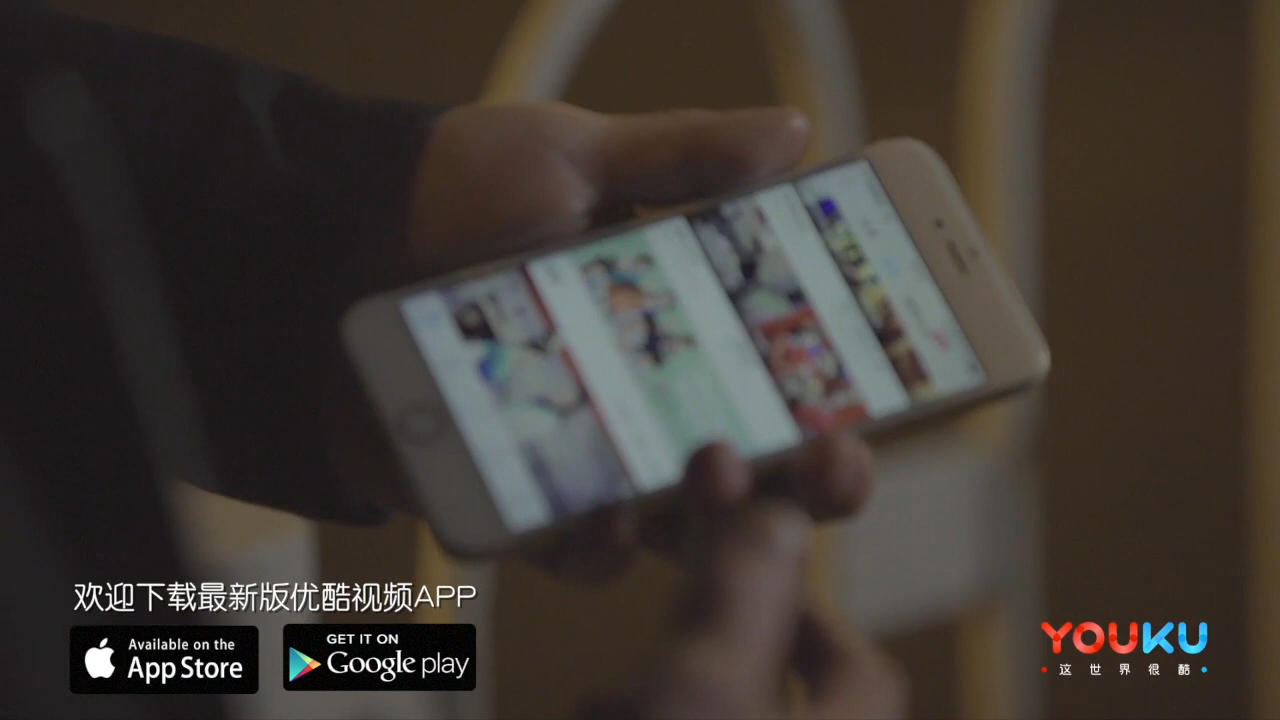 欢迎下载最新版优酷视频APP
Available on the
App Store
GET IT ON
Google play
YOUKU
这世界很酷